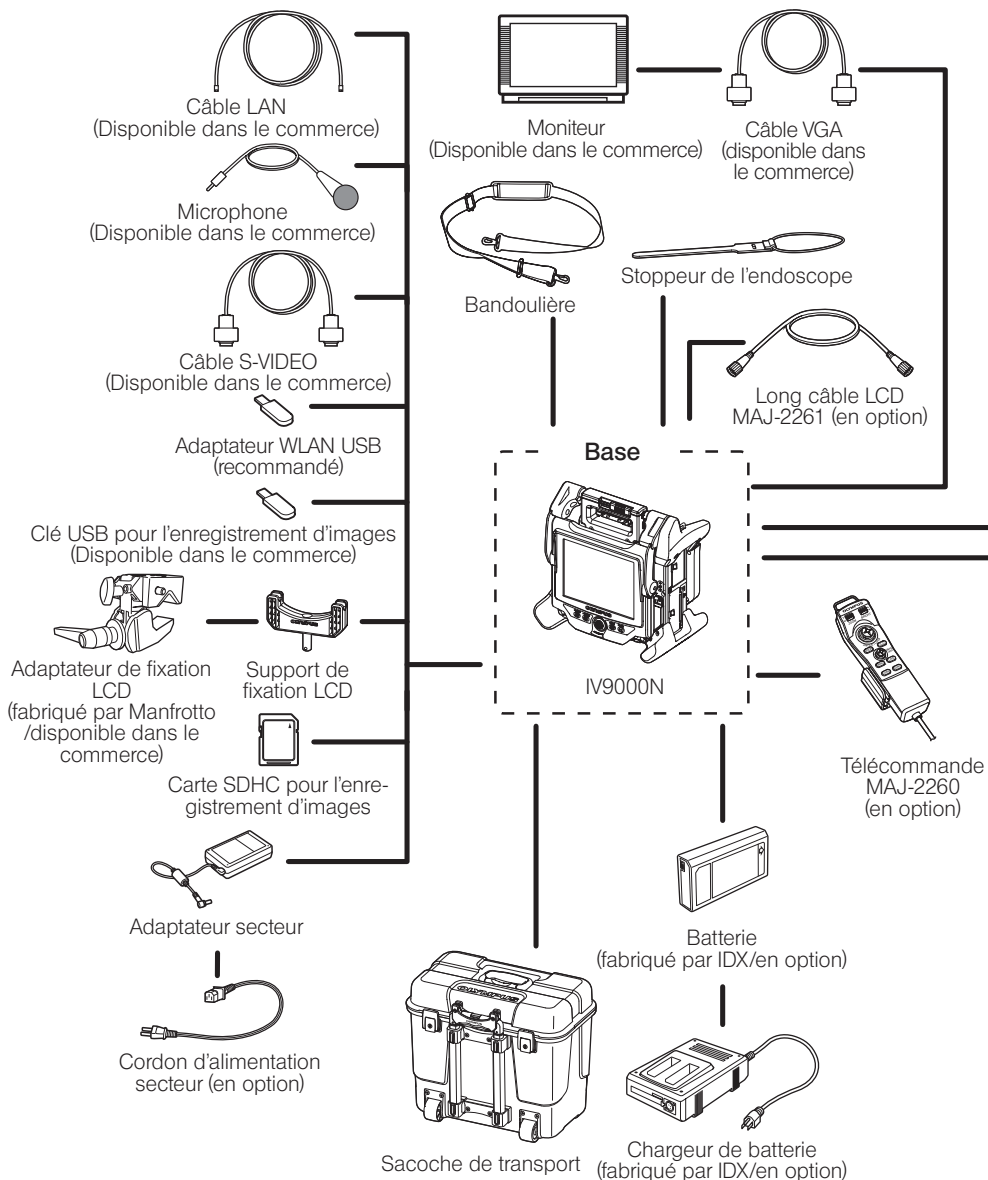 Câble LAN
(Disponible dans le commerce)
Microphone
(Disponible dans le commerce)
Câble S-VIDEO
(Disponible dans le commerce)
Adaptateur WLAN USB
(recommandé)
Clé USB pour l'enregistrement d'images
(Disponible dans le commerce)
Adaptateur de fixation
LCD
(fabriqué par Manfrotto
/disponible dans le
commerce)
Support de
fixation LCD
Carte SDHC pour l'enre-
gistrement d'images
Adaptateur secteur
Cordon d'alimentation
secteur (en option)
Moniteur
(Disponible dans le commerce)
Câble VGA
(disponible dans
le commerce)
Bandoulière
Stoppeur de l'endoscope
Long câble LCD
MAJ-2261 (en option)
Base
OLYMPUS
IV9000N
Télécommande
MAJ-2260
(en option)
Batterie
(fabriqué par IDX/en option)
OLYMPUS
Sacoche de transport
Chargeur de batterie
(fabriqué par IDX/en option)